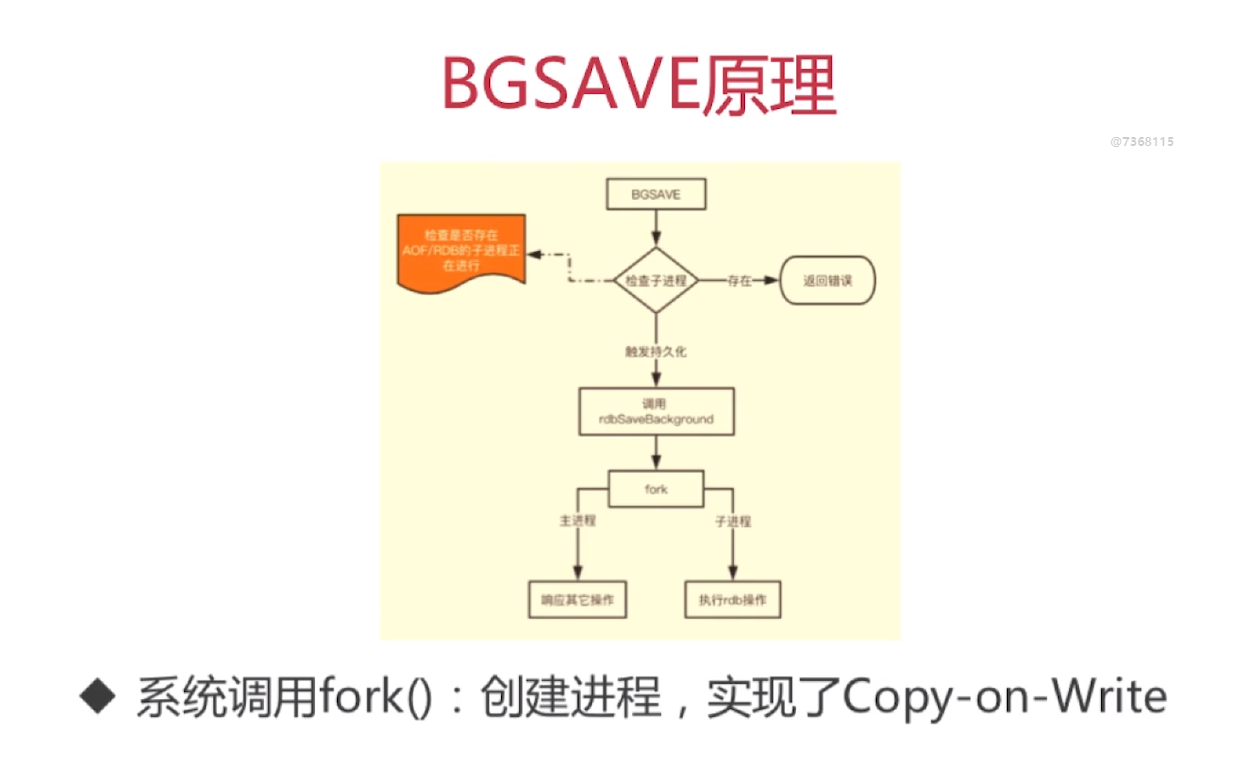 BGSAVE原理
@7368115
BGSAVE
检查是否存在
AOF/RDB的子进程正
在进行
检查子进程
存在
返回错误
触发持久化
调用
rdbSaveBackground
fork
主进程
子进程
响应其它操作
执行rdb操作
◆ 系统调用fork()：创建进程，实现了Copy-on-Write